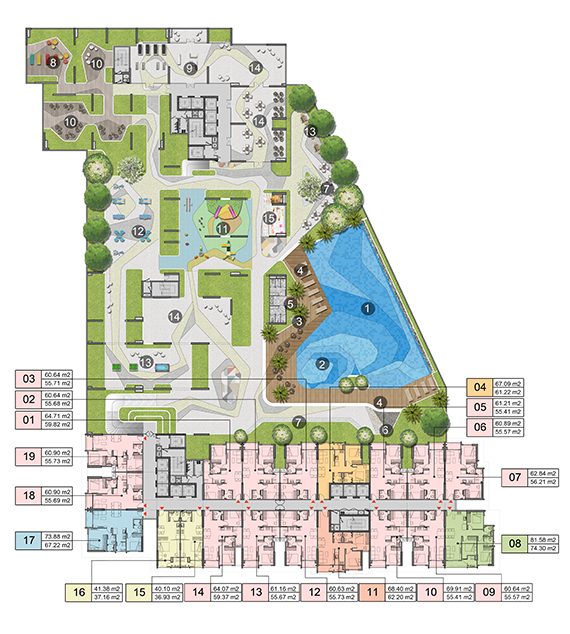 8
10
9
14
10
14
13
7
15
11
12
4
1
5
3
14
13
2
4
7
6
03 60.64 m2
55.71 m2
02 60.64 m2
55.68 m2
01 64.71 m2
59.82 m2
04 67.09 m2
61.22 m2
05 61.21 m2
55.41 m2
06 60.89 m2
55.57 m2
19 60.90 m2
55.73 m2
18 60.90 m2
55.69 m2
17 73.88 m2
67.22 m2
07 62.84 m2
56.21 m2
08 81.58 m2
74.30 m2
16 41.38 m2
37.16 m2
15 40.10 m2
36.93 m2
14 64.07 m2
59.37 m2
13 61.16 m2
55.67 m2
12 60.63 m2
55.73 m2
11 68.40 m2
62.20 m2
10 69.91 m2
55.41 m2
09 60.64 m2
55.57 m2